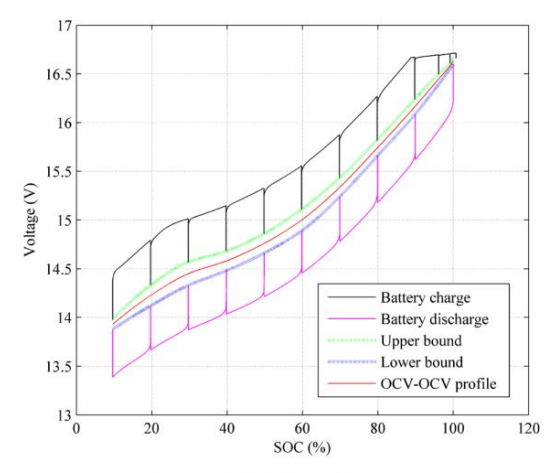 17
16.5
16
15.5
15
14.5
14
13.5
13
Voltage (V)
0 20 40 60 80 100 120
SOC (%)
Battery charge
Battery discharge
Upper bound
Lower bound
OCV-OCV profile